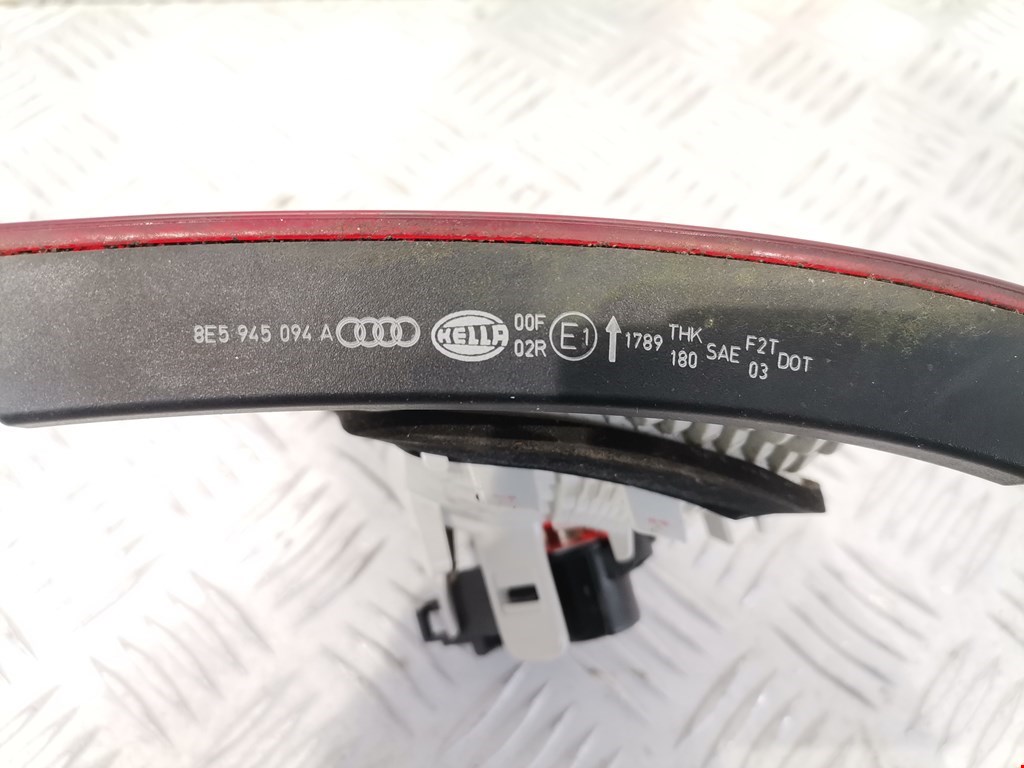 8E5 945 094 A HELLA 00F E1 1789 THK SAE F2T DOT
02R 180 03